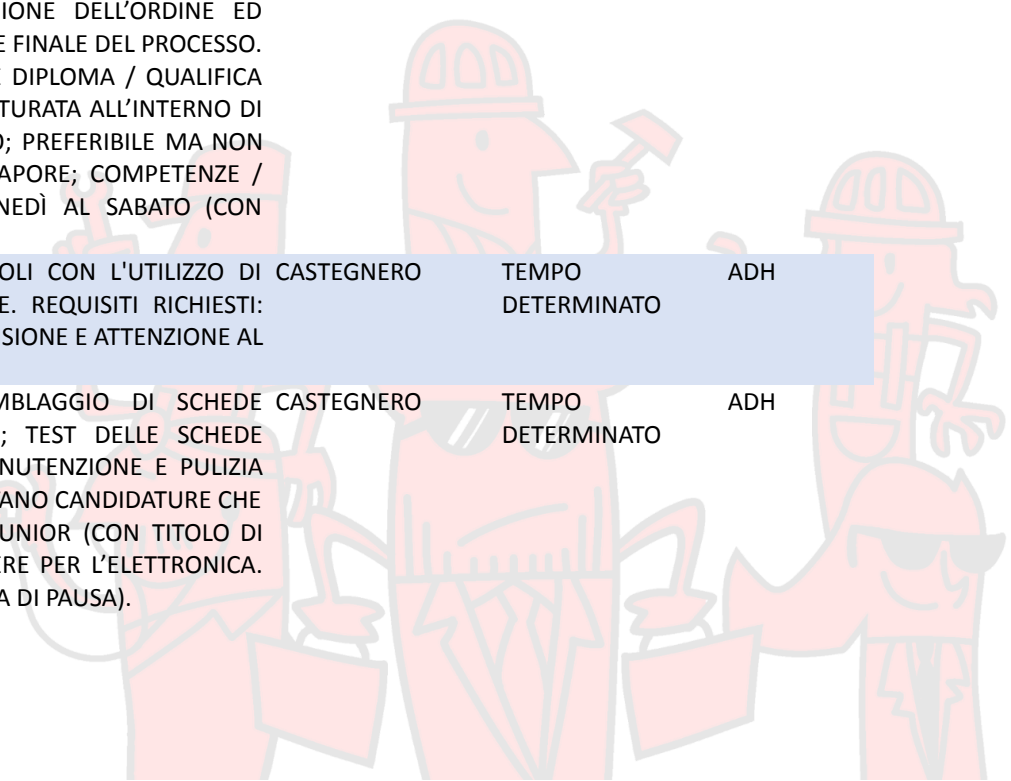 IONE DELL'ORDINE ED
E FINALE DEL PROCESSO.
DIPLOMA / QUALIFICA
TURATA ALL'INTERNO DI
; PREFERIBILE MA NON
APORE; COMPETENZE /
NEDÌ AL SABATO (CON
OLI CON L'UTILIZZO DI CASTEGNERO TEMPO ADH
E. REQUISITI RICHIESTI: DETERMINATO
SIONE E ATTENZIONE AL
MBLAGGIO DI SCHEDE CASTEGNERO TEMPO ADH
; TEST DELLE SCHEDE DETERMINATO
NUTENZIONE E PULIZIA
TANO CANDIDATURE CHE
UNIOR (CON TITOLO DI
ERE PER L'ELETTRONICA.
A DI PAUSA).